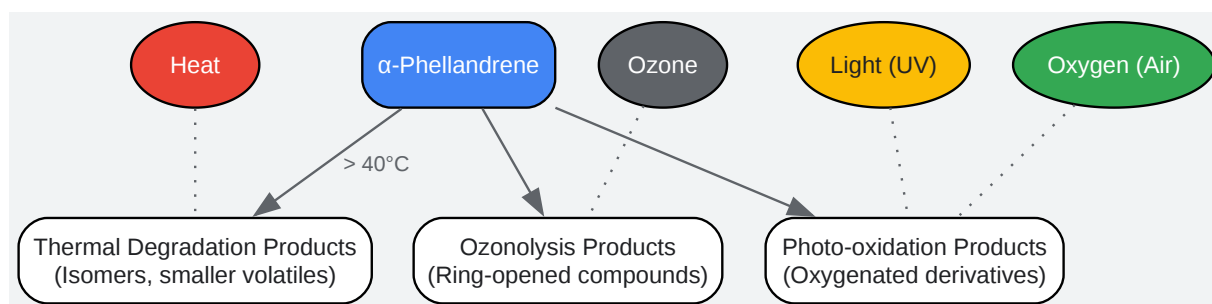 Heat
α-Phellandrene
Ozone
Light (UV)
Oxygen (Air)
> 40°C
Thermal Degradation Products
(Isomers, smaller volatiles)
Ozonolysis Products
(Ring-opened compounds)
Photo-oxidation Products
(Oxygenated derivatives)